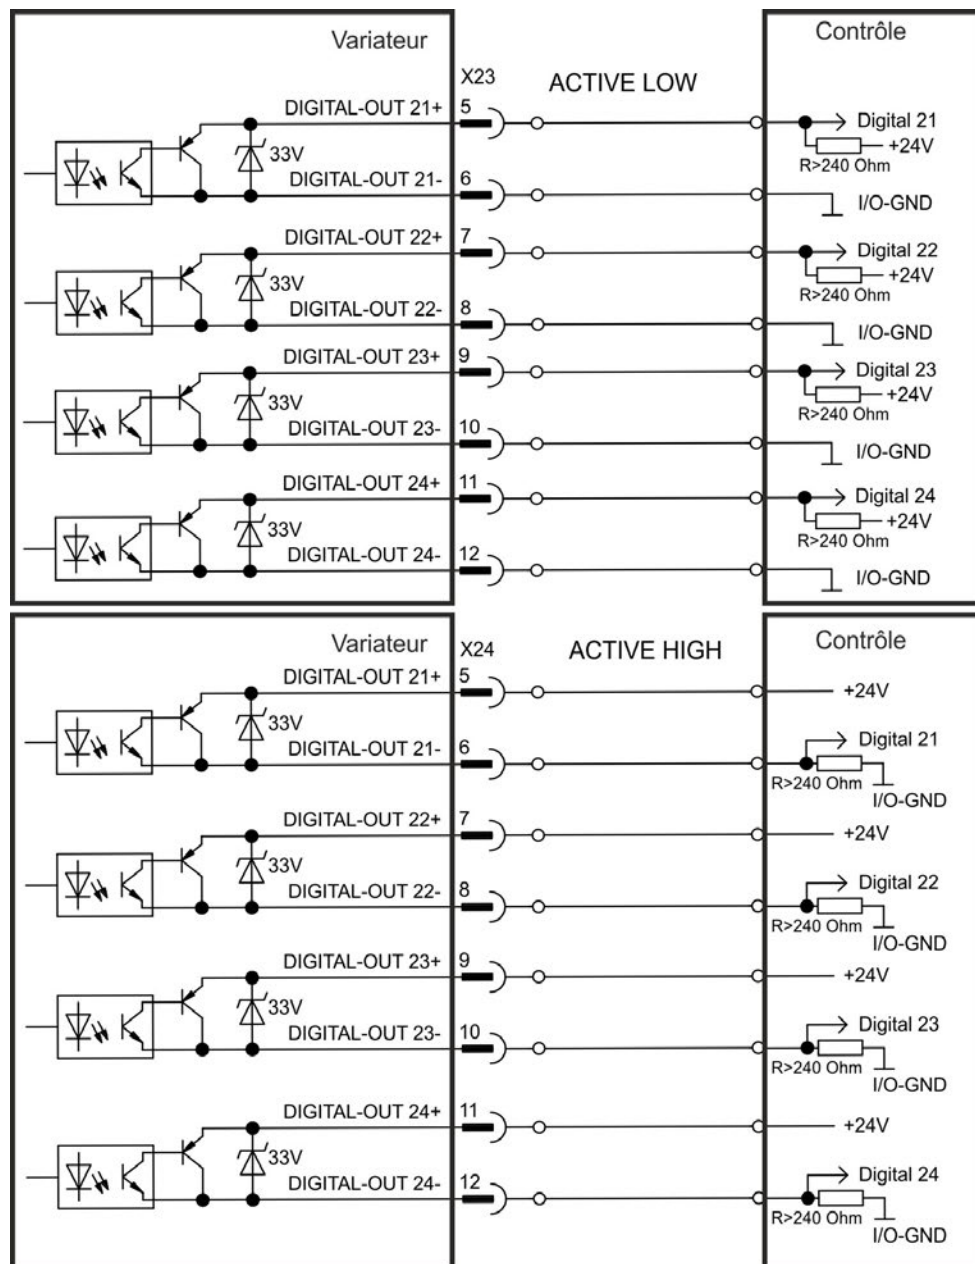 Variateur
Contrôle
X23
ACTIVE LOW
DIGITAL-OUT 21+
5
Digital 21
33V
+24V
R>240 Ohm
DIGITAL-OUT 21-
6
I/O-GND
DIGITAL-OUT 22+
7
Digital 22
33V
+24V
R>240 Ohm
DIGITAL-OUT 22-
8
I/O-GND
DIGITAL-OUT 23+
9
Digital 23
33V
+24V
R>240 Ohm
DIGITAL-OUT 23-
10
I/O-GND
DIGITAL-OUT 24+
11
Digital 24
33V
+24V
R>240 Ohm
DIGITAL-OUT 24-
12
I/O-GND
Variateur
Contrôle
X24
ACTIVE HIGH
DIGITAL-OUT 21+
5
+24V
33V
DIGITAL-OUT 21-
6
Digital 21
R>240 Ohm
I/O-GND
DIGITAL-OUT 22+
7
+24V
33V
DIGITAL-OUT 22-
8
Digital 22
R>240 Ohm
I/O-GND
DIGITAL-OUT 23+
9
+24V
33V
DIGITAL-OUT 23-
10
Digital 23
R>240 Ohm
I/O-GND
DIGITAL-OUT 24+
11
+24V
33V
DIGITAL-OUT 24-
12
Digital 24
R>240 Ohm
I/O-GND